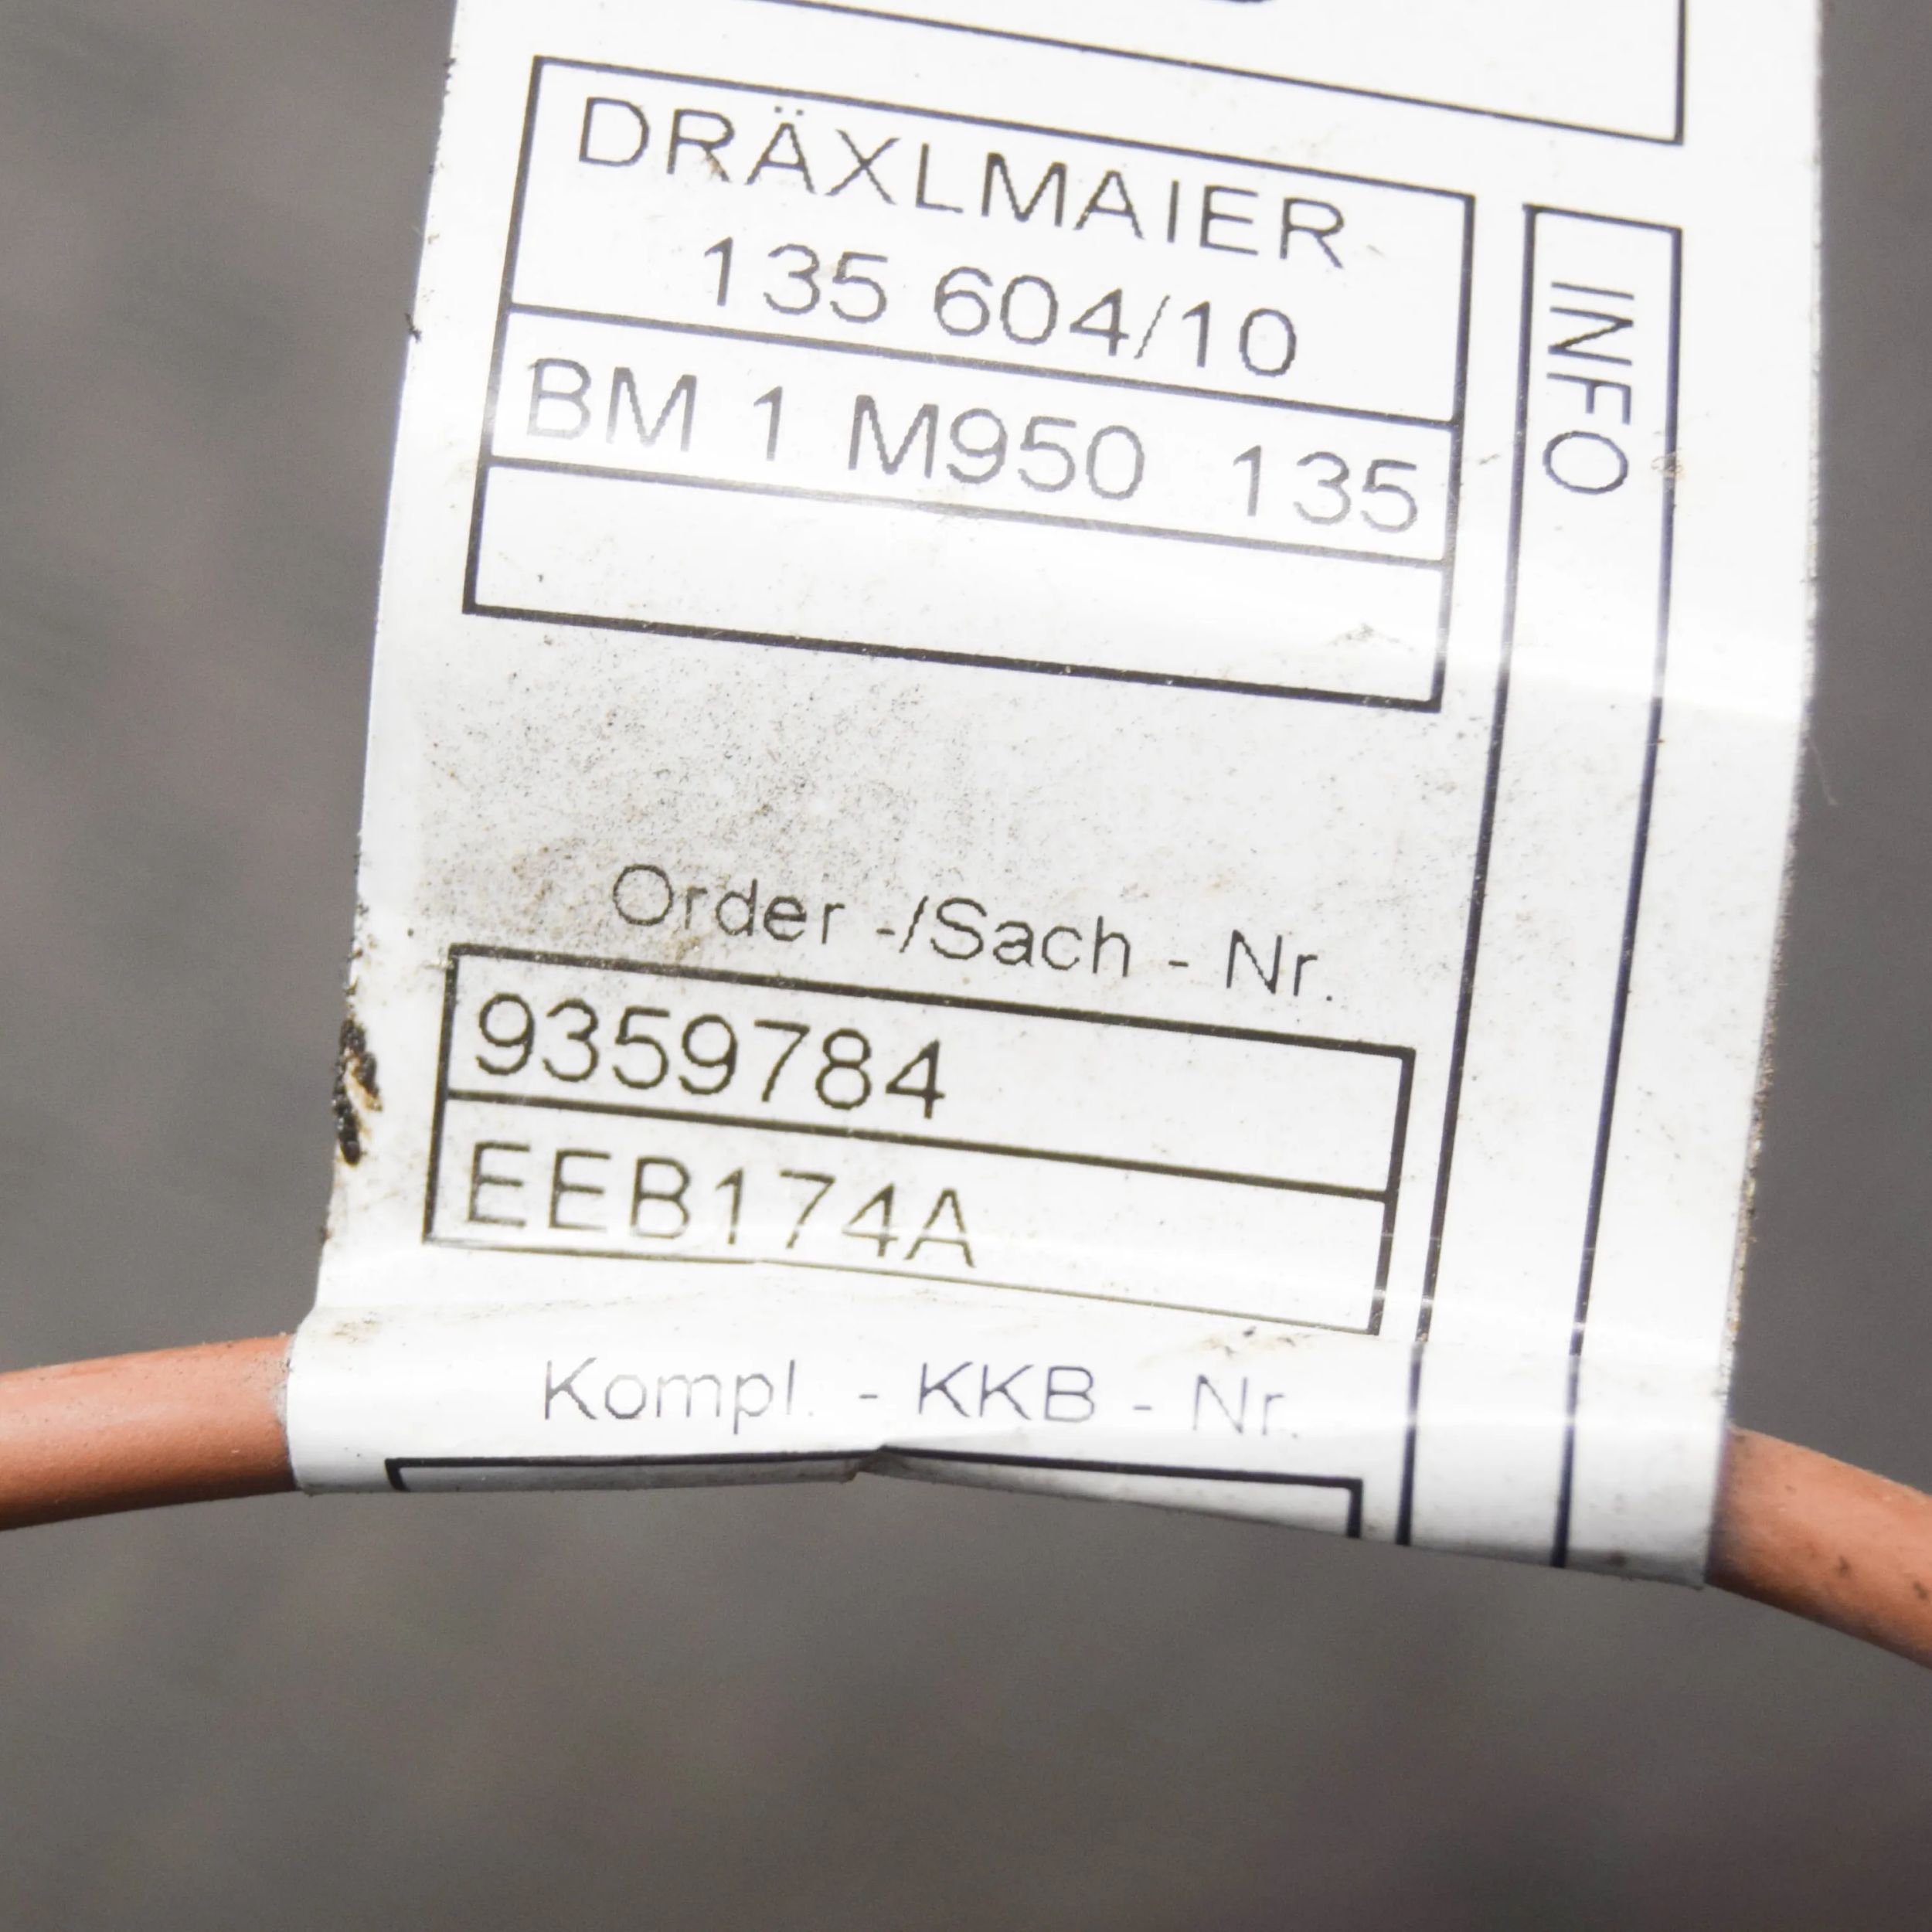 DRÄXLMAIER
135 604/10
BM 1 M950 135
INFO
Order -/Sach - Nr.
9359784
EEB174A
Kompl. - KKB - Nr.